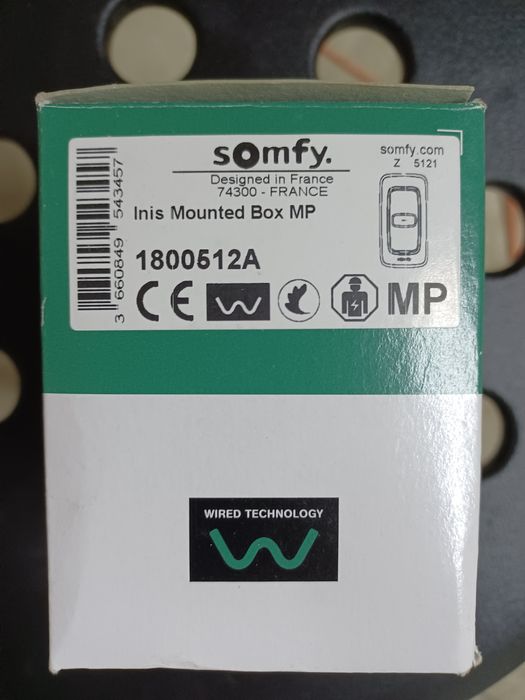 somfy.
Designed in France
74300 - FRANCE
somfy.com
Z 5121
Inis Mounted Box MP
1800512A
CE
MP
3 660849 543457
WIRED TECHNOLOGY